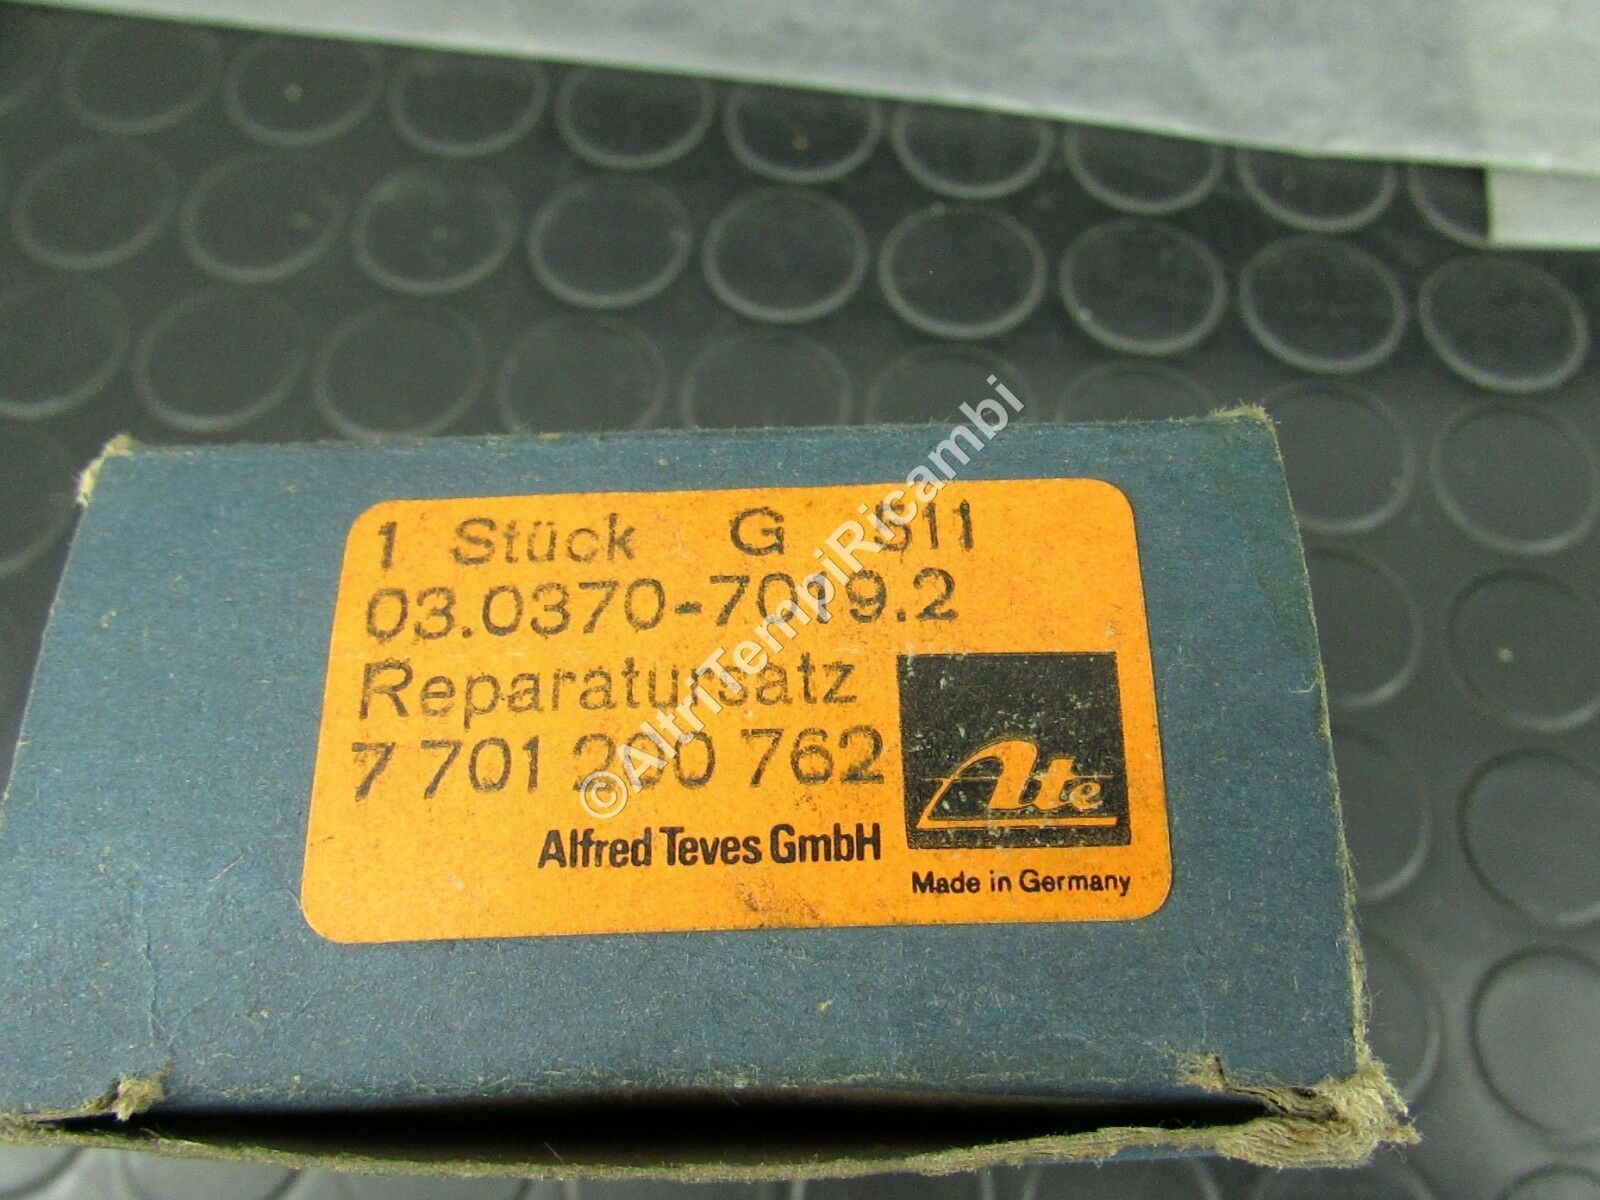 1 Stück G 511
03.0370-7019.2
Reparatursatz
7 701 200 762
Alfred Teves GmbH
Ate
Made in Germany
©AltriTempiRicambi